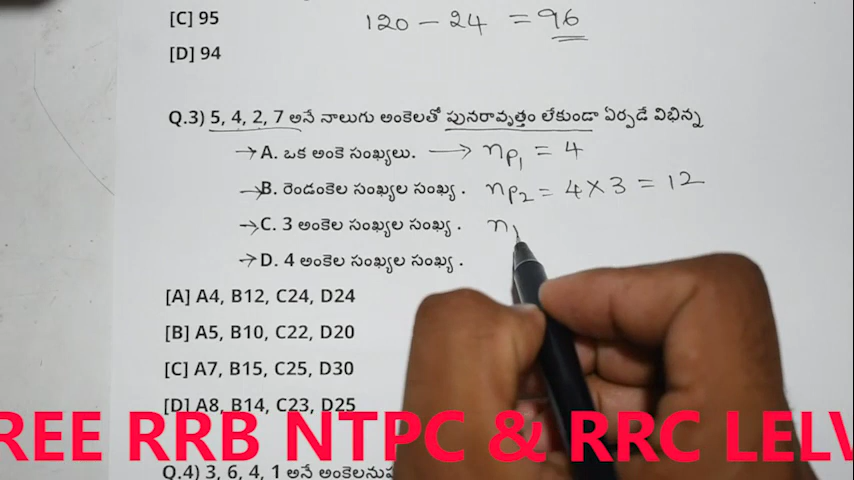 [C] 95
120 - 24 = 96
[D] 94
Q.3) 5, 4, 2, 7 అనే నాలుగు అంకెలతో పునరావృత్తం లేకుండా ఏర్పడే విభిన్న
→ A. ఒక అంకె సంఖ్యలు. → nP1 = 4
→ B. రెండంకెల సంఖ్యల సంఖ్య. nP2 = 4 × 3 = 12
→ C. 3 అంకెల సంఖ్యల సంఖ్య. n
→ D. 4 అంకెల సంఖ్యల సంఖ్య.
[A] A4, B12, C24, D24
[B] A5, B10, C22, D20
[C] A7, B15, C25, D30
[D] A8, B14, C23, D25
REE RRB NTPC & RRC LELV
Q.4) 3, 6, 4, 1 అనే